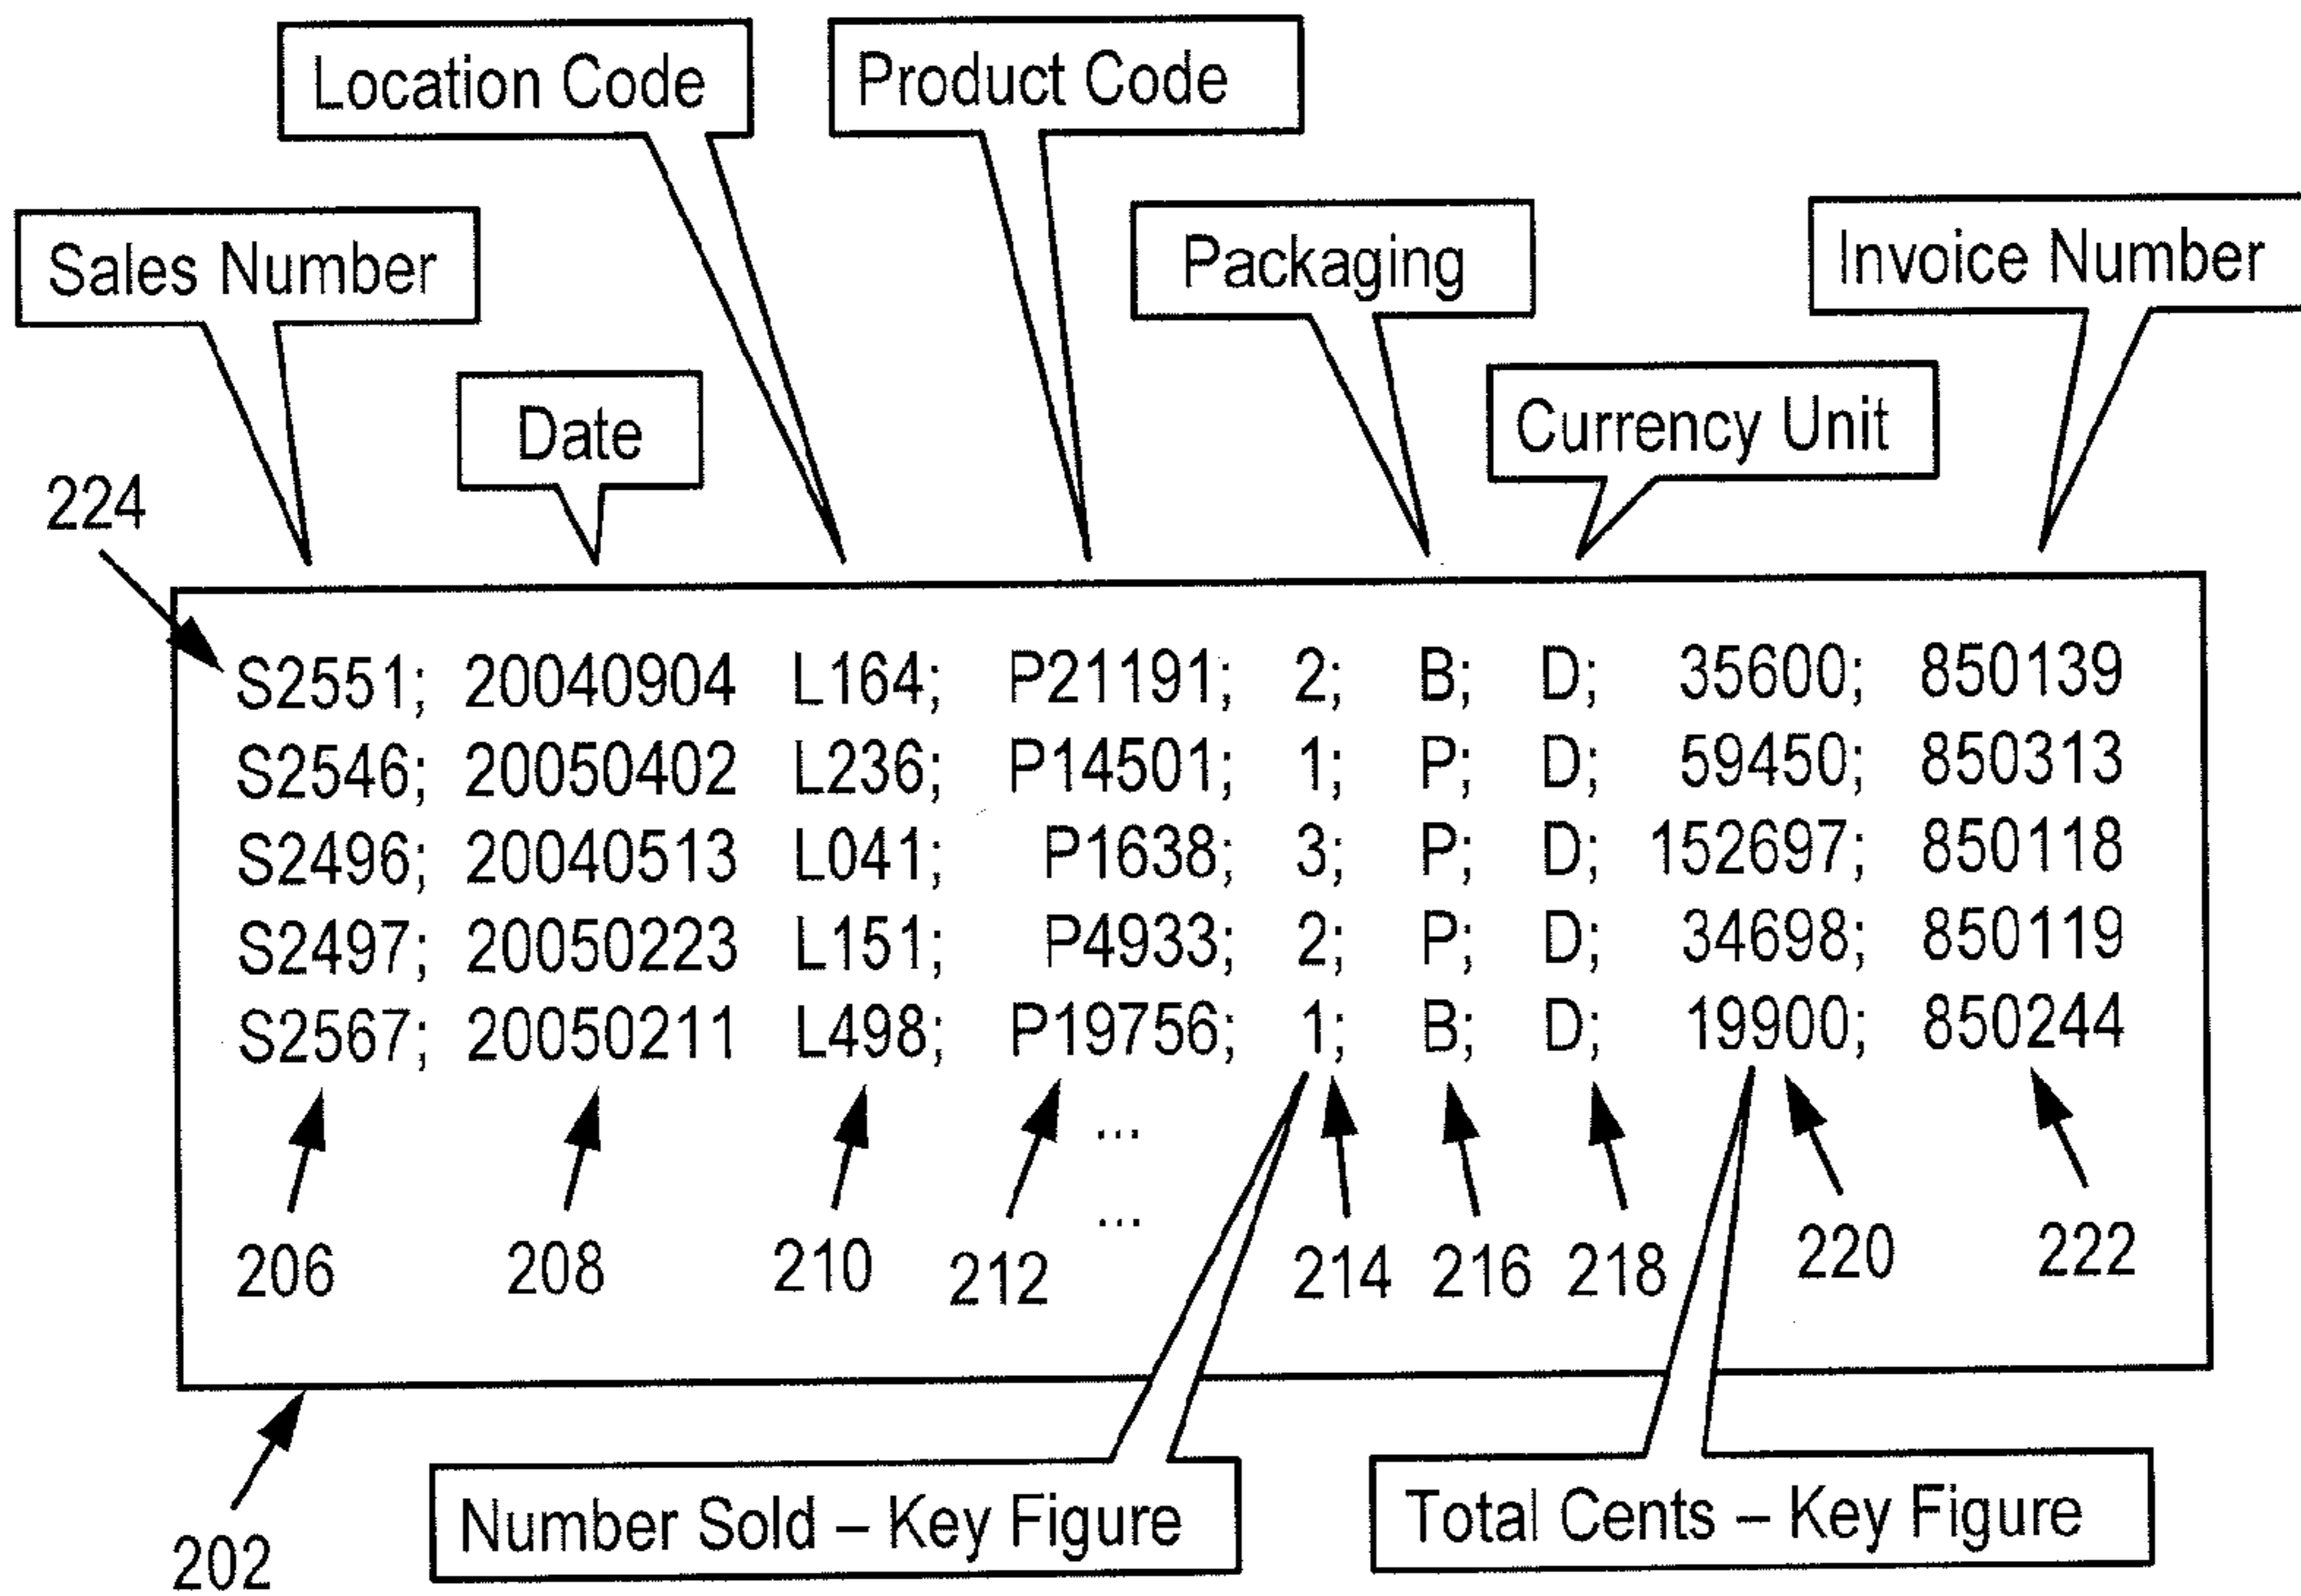 Location Code
Product Code
Sales Number
Packaging
Invoice Number
Date
Currency Unit
224
S2551; 20040904 L164; P21191; 2; B; D; 35600; 850139
S2546; 20050402 L236; P14501; 1; P; D; 59450; 850313
S2496; 20040513 L041; P1638; 3; P; D; 152697; 850118
S2497; 20050223 L151; P4933; 2; P; D; 34698; 850119
S2567; 20050211 L498; P19756; 1; B; D; 19900; 850244
...
...
206 208 210 212 214 216 218 220 222
Number Sold – Key Figure
Total Cents – Key Figure
202